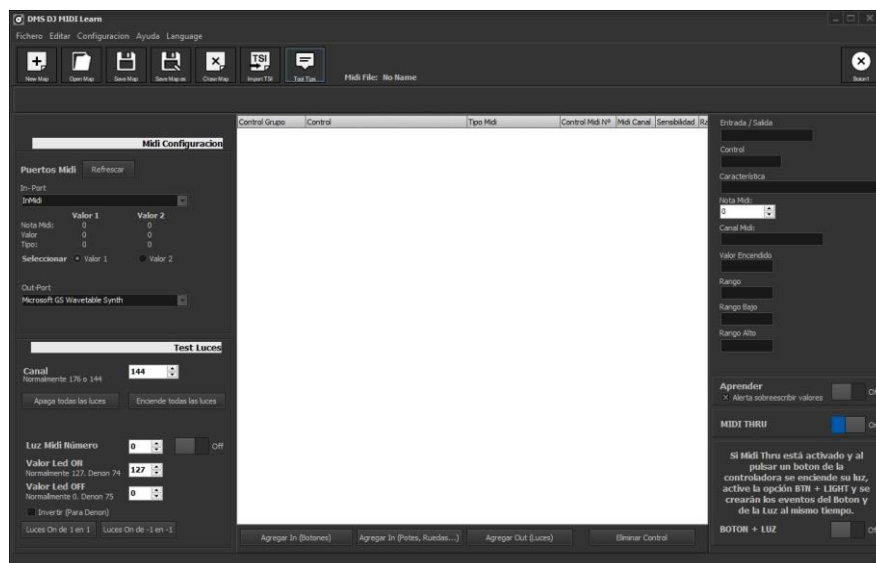 DMS DJ MIDI Learn
Fichero Editar Configuracion Ayuda Language
New Map Open Map Save Map Save Map as Close Map Import TSI Tool Tips
TSI
Midi File: No Name
Control Grupo Control Tipo Midi Control Midi Nº Midi Canal Sensibilidad
Midi Configuracion
Puertos Midi Refrescar
In-Port
InMidi
Valor 1 Valor 2
Nota Midi: 0 0
Valor 0 0
Tipo: 0 0
Seleccionar Valor 1 Valor 2
Out-Port
Microsoft GS Wavetable Synth
Test Luces
Canal
Normalmente 176 o 144
144
Apaga todas las luces Enciende todas las luces
Luz Midi Número 0 Off
Valor Led ON
Normalmente 127. Denon 74
127
Valor Led OFF
Normalmente 0. Denon 75
0
Invertir (Para Denon)
Luces On de 1 en 1 Luces On de -1 en -1
Agregar In (Botones) Agregar In (Potes, Ruedas...) Agregar Out (Luces) Eliminar Control
Entrada / Salida
Control
Característica
Nota Midi:
0
Canal Midi:
Valor Encendido
Rango
Rango Bajo
Rango Alto
Aprender
Alerta sobreescribir valores
MIDI THRU
Si Midi Thru está activado y al
pulsar un boton de la
controladora se enciende su luz,
active la opción BTN + LIGHT y se
crearán los eventos del Boton y
de la Luz al mismo tiempo.
BOTON + LUZ